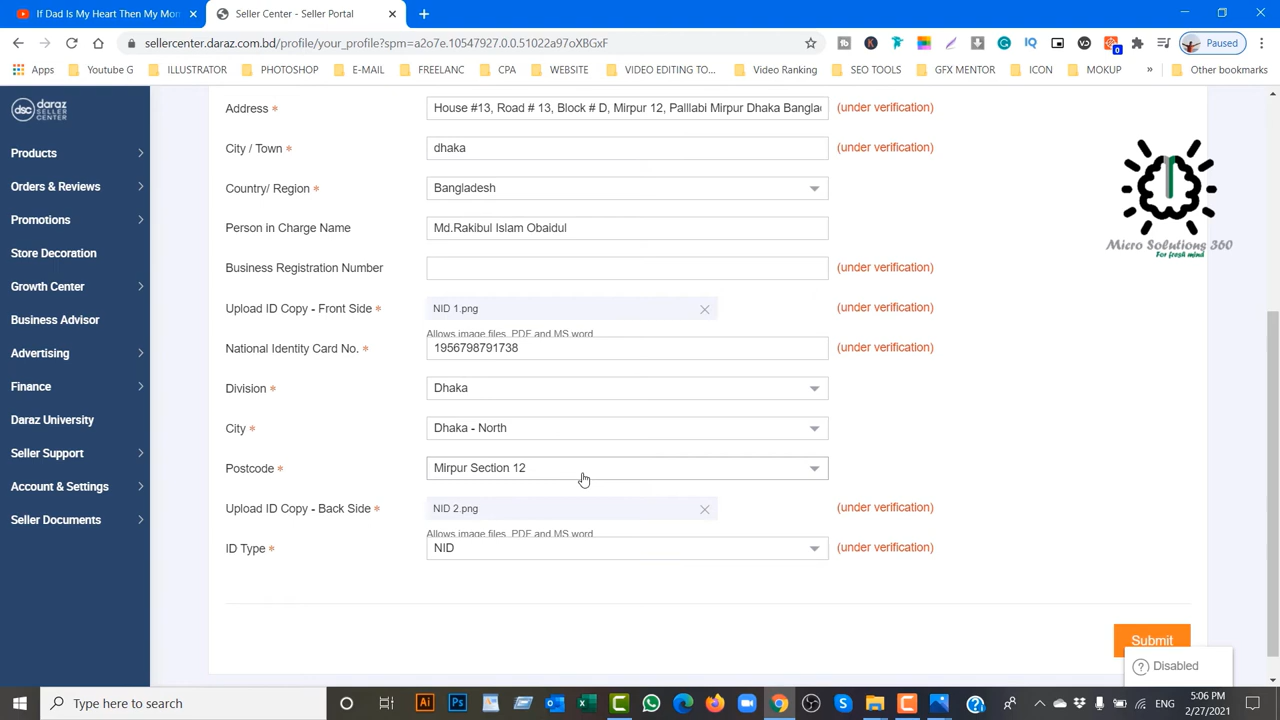 If Dad Is My Heart Then My Mom
Seller Center - Seller Portal
sellercenter.daraz.com.bd/profile/your_profile?spm=a2o7e.10547927.0.0.51022a97oXBGxF
Paused
Apps
Youtube G
ILLUSTRATOR
PHOTOSHOP
E-MAIL
FREELANC
CPA
WEBSITE
VIDEO EDITING TO...
Video Ranking
SEO TOOLS
GFX MENTOR
ICON
MOKUP
»
Other bookmarks
dsc daraz SELLER CENTER
Products
Orders & Reviews
Promotions
Store Decoration
Growth Center
Business Advisor
Advertising
Finance
Daraz University
Seller Support
Account & Settings
Seller Documents
Address * House #13, Road # 13, Block # D, Mirpur 12, Palllabi Mirpur Dhaka Bangla (under verification)
City / Town * dhaka (under verification)
Country/ Region * Bangladesh
Person in Charge Name Md.Rakibul Islam Obaidul
Business Registration Number (under verification)
Upload ID Copy - Front Side * NID 1.png (under verification)
Allows image files, PDF and MS word
National Identity Card No. * 1956798791738 (under verification)
Division * Dhaka
City * Dhaka - North
Postcode * Mirpur Section 12
Upload ID Copy - Back Side * NID 2.png (under verification)
Allows image files, PDF and MS word
ID Type * NID (under verification)
Submit
Disabled
Micro Solutions 360
For fresh mind
Type here to search
ENG
5:06 PM
2/27/2021